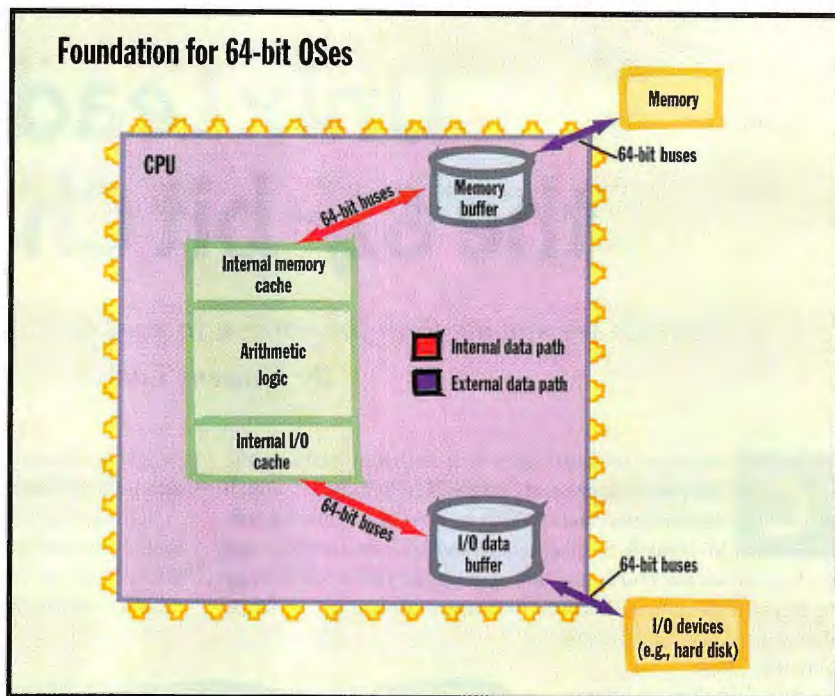 Foundation for 64-bit OSes
Memory
64-bit buses
CPU
Memory
buffer
64-bit buses
Internal memory
cache
Arithmetic
logic
Internal data path
External data path
Internal I/O
cache
64-bit buses
I/O data
buffer
64-bit buses
I/O devices
(e.g., hard disk)